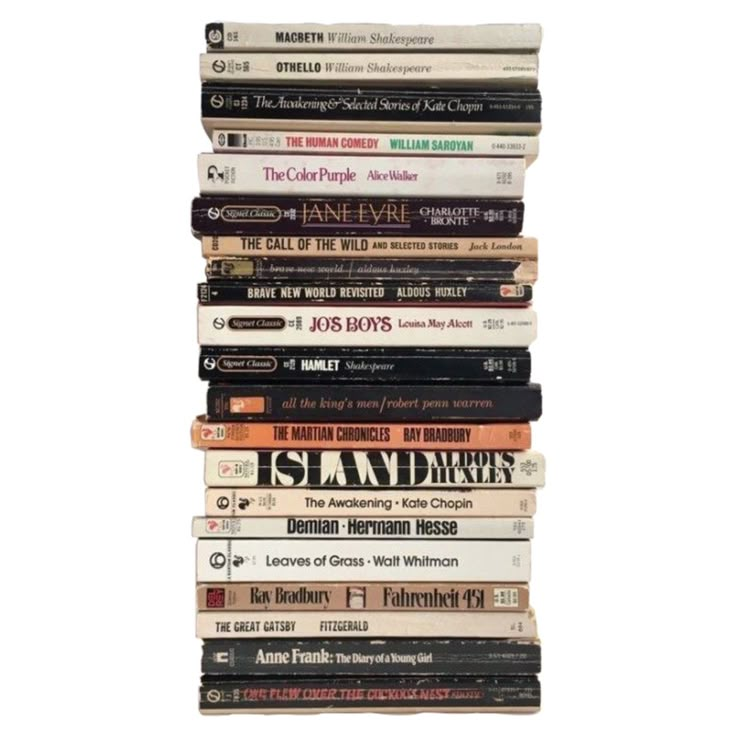 MACBETH William Shakespeare
OTHELLO William Shakespeare
The Awakening & Selected Stories of Kate Chopin
THE HUMAN COMEDY WILLIAM SAROYAN
The Color Purple Alice Walker
Signet Classic JANE EYRE CHARLOTTE BRONTE
THE CALL OF THE WILD AND SELECTED STORIES Jack London
brave new world / aldous huxley
BRAVE NEW WORLD REVISITED ALDOUS HUXLEY
Signet Classic JO'S BOYS Louisa May Alcott
Signet Classic HAMLET Shakespeare
all the king's men/robert penn warren
THE MARTIAN CHRONICLES RAY BRADBURY
ISLAND ALDOUS HUXLEY
The Awakening · Kate Chopin
Demian · Hermann Hesse
Leaves of Grass · Walt Whitman
DEL REY Ray Bradbury Fahrenheit 451
THE GREAT GATSBY FITZGERALD
Anne Frank: The Diary of a Young Girl
ONE FLEW OVER THE CUCKOO'S NEST